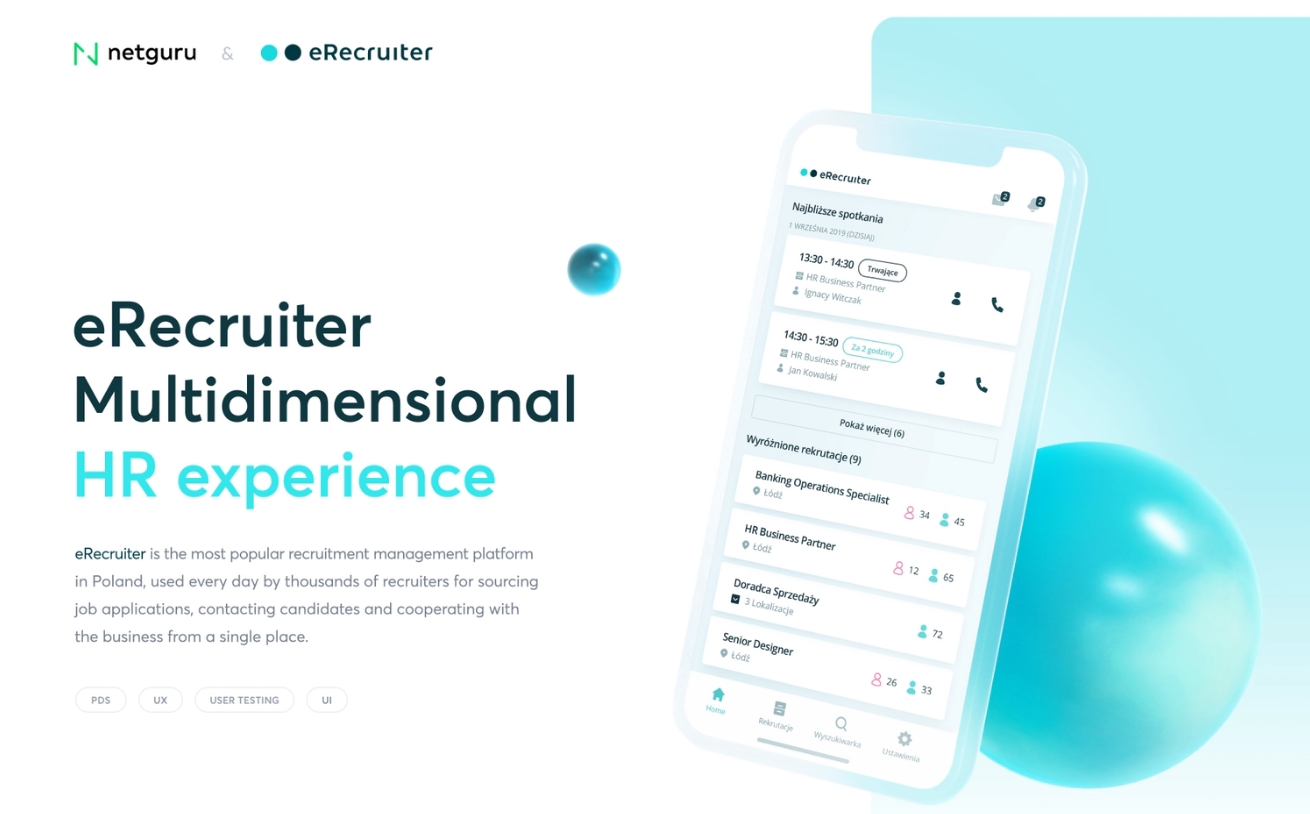 netguru & eRecruiter
eRecruiter
Multidimensional
HR experience
eRecruiter is the most popular recruitment management platform
in Poland, used every day by thousands of recruiters for sourcing
job applications, contacting candidates and cooperating with
the business from a single place.
PDS UX USER TESTING UI
eRecruiter
2 2
Najbliższe spotkania
1 WRZEŚNIA 2019 (DZISIAJ)
13:30 - 14:30 Trwające
HR Business Partner
Ignacy Witczak
14:30 - 15:30 Za 2 godziny
HR Business Partner
Jan Kowalski
Pokaż więcej (6)
Wyróżnione rekrutacje (9)
Banking Operations Specialist
Łódź
34 45
HR Business Partner
Łódź
12 65
Doradca Sprzedaży
3 Lokalizacje
72
Senior Designer
Łódź
26 33
Home Rekrutacje Wyszukiwarka Ustawienia